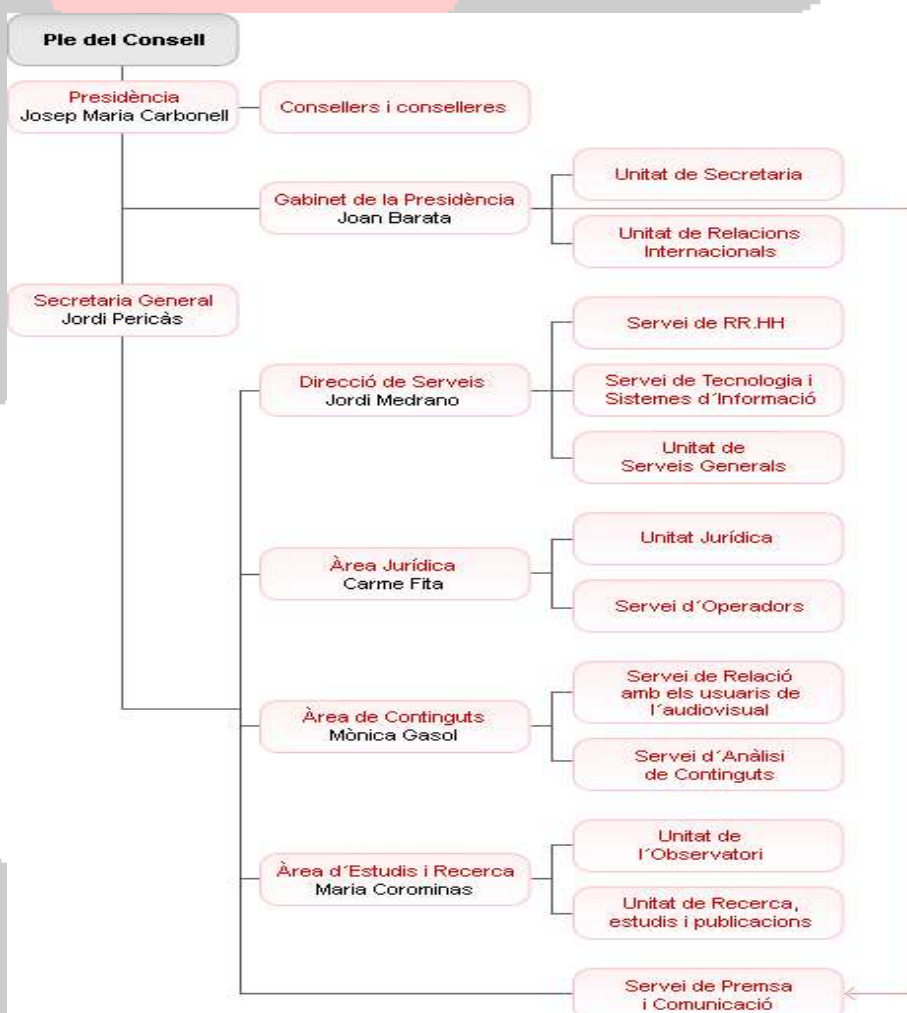 Ple del Consell
Presidència
Josep Maria Carbonell
Consellers i conselleres
Gabinet de la Presidència
Joan Barata
Unitat de Secretaria
Unitat de Relacions
Internacionals
Secretaria General
Jordi Pericàs
Direcció de Serveis
Jordi Medrano
Servei de RR.HH
Servei de Tecnologia i
Sistemes d´Informació
Unitat de
Serveis Generals
Àrea Jurídica
Carme Fita
Unitat Jurídica
Servei d´Operadors
Àrea de Continguts
Mònica Gasol
Servei de Relació
amb els usuaris de
l´audiovisual
Servei d´Anàlisi
de Continguts
Àrea d´Estudis i Recerca
Maria Corominas
Unitat de
l´Observatori
Unitat de Recerca,
estudis i publicacions
Servei de Premsa
i Comunicació